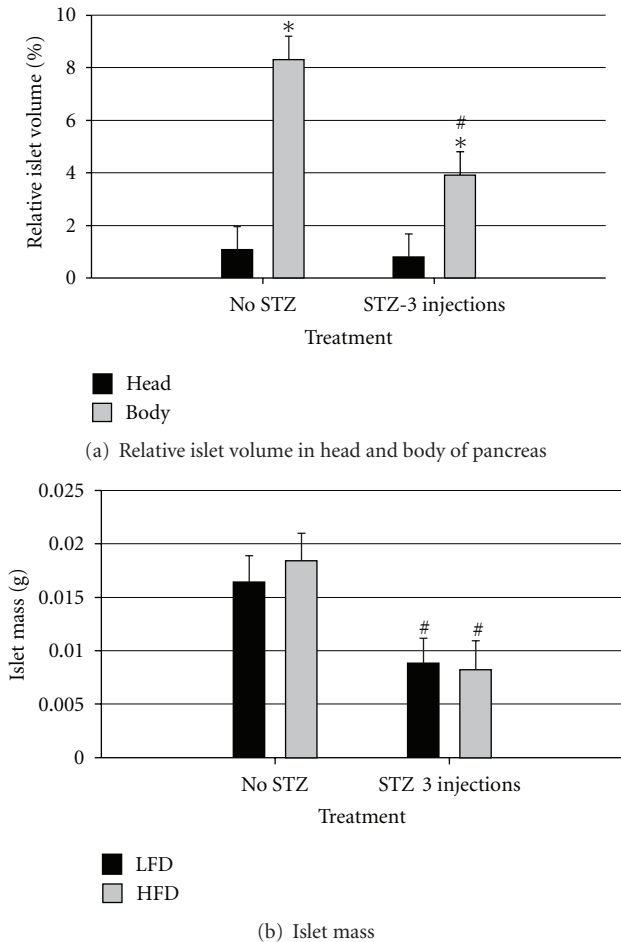 Relative islet volume (%)
10
8
6
4
2
0
*
#
*
No STZ
STZ-3 injections
Treatment
Head
Body
(a) Relative islet volume in head and body of pancreas
Islet mass (g)
0.025
0.02
0.015
0.01
0.005
0
#
#
No STZ
STZ 3 injections
Treatment
LFD
HFD
(b) Islet mass